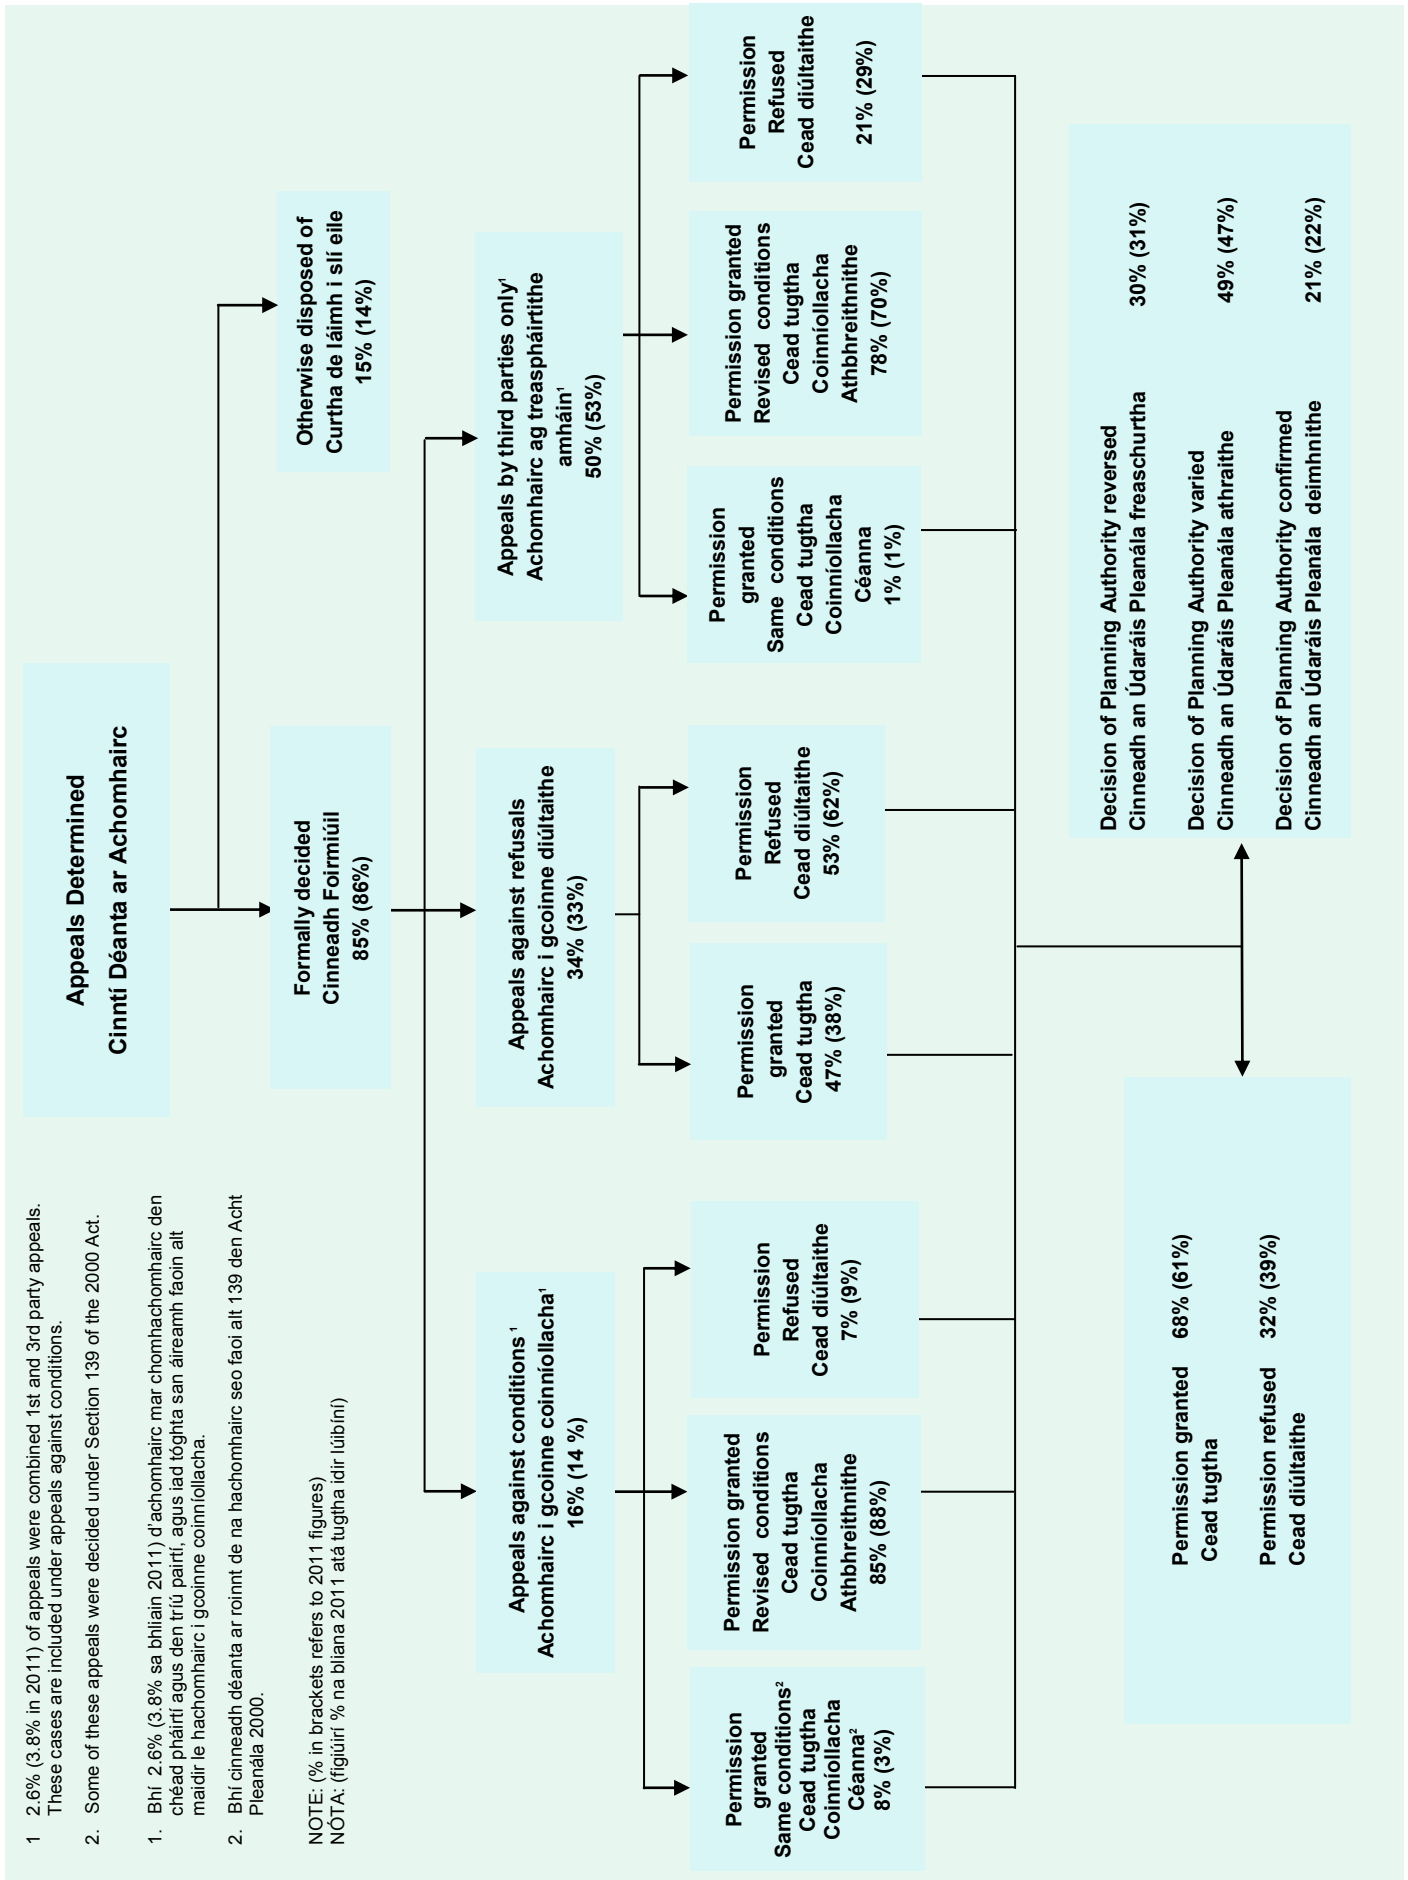 1 2.6% (3.8% in 2011) of appeals were combined 1st and 3rd party appeals.
These cases are included under appeals against conditions.
2. Some of these appeals were decided under Section 139 of the 2000 Act.
1. Bhí 2.6% (3.8% sa bhliain 2011) d'achomhairc mar chomhachomhairc den
chéad pháirtí agus den tríu pairtí, agus iad tóghta san áireamh faoin alt
maidir le hachomhairc i gcoinne coinníollacha.
2. Bhi cinneadh déanta ar roinnt de na hachomhairc seo faoi alt 139 den Acht
Pleanála 2000.
NOTE: (% in brackets refers to 2011 figures)
NÓTA: (figiúirí % na bliana 2011 atá tugtha idir lúibíní)
Appeals Determined
Cinntí Déanta ar Achomhairc
Formally decided
Cinneadh Foirmiúil
85% (86%)
Otherwise disposed of
Curtha de láimh i slí eile
15% (14%)
Appeals against conditions ¹
Achomhairc i gcoinne coinníollacha¹
16% (14 %)
Appeals against refusals
Achomhairc i gcoinne diúltaithe
34% (33%)
Appeals by third parties only¹
Achomhairc ag treaspháirtithe
amháin¹
50% (53%)
Permission
granted
Same conditions²
Cead tugtha
Coinníollacha
Céanna²
8% (3%)
Permission granted
Revised conditions
Cead tugtha
Coinníollacha
Athbhreithnithe
85% (88%)
Permission
Refused
Cead diúltaithe
7% (9%)
Permission
granted
Cead tugtha
47% (38%)
Permission
Refused
Cead diúltaithe
53% (62%)
Permission
granted
Same conditions
Cead tugtha
Coinníollacha
Céanna
1% (1%)
Permission granted
Revised conditions
Cead tugtha
Coinníollacha
Athbhreithnithe
78% (70%)
Permission
Refused
Cead diúltaithe
21% (29%)
Permission granted 68% (61%)
Cead tugtha
Permission refused 32% (39%)
Cead diúltaithe
Decision of Planning Authority reversed
Cinneadh an Údaráis Pleanála freaschurtha 30% (31%)
Decision of Planning Authority varied
Cinneadh an Údaráis Pleanála athraithe 49% (47%)
Decision of Planning Authority confirmed
Cinneadh an Údaráis Pleanála deimhnithe 21% (22%)